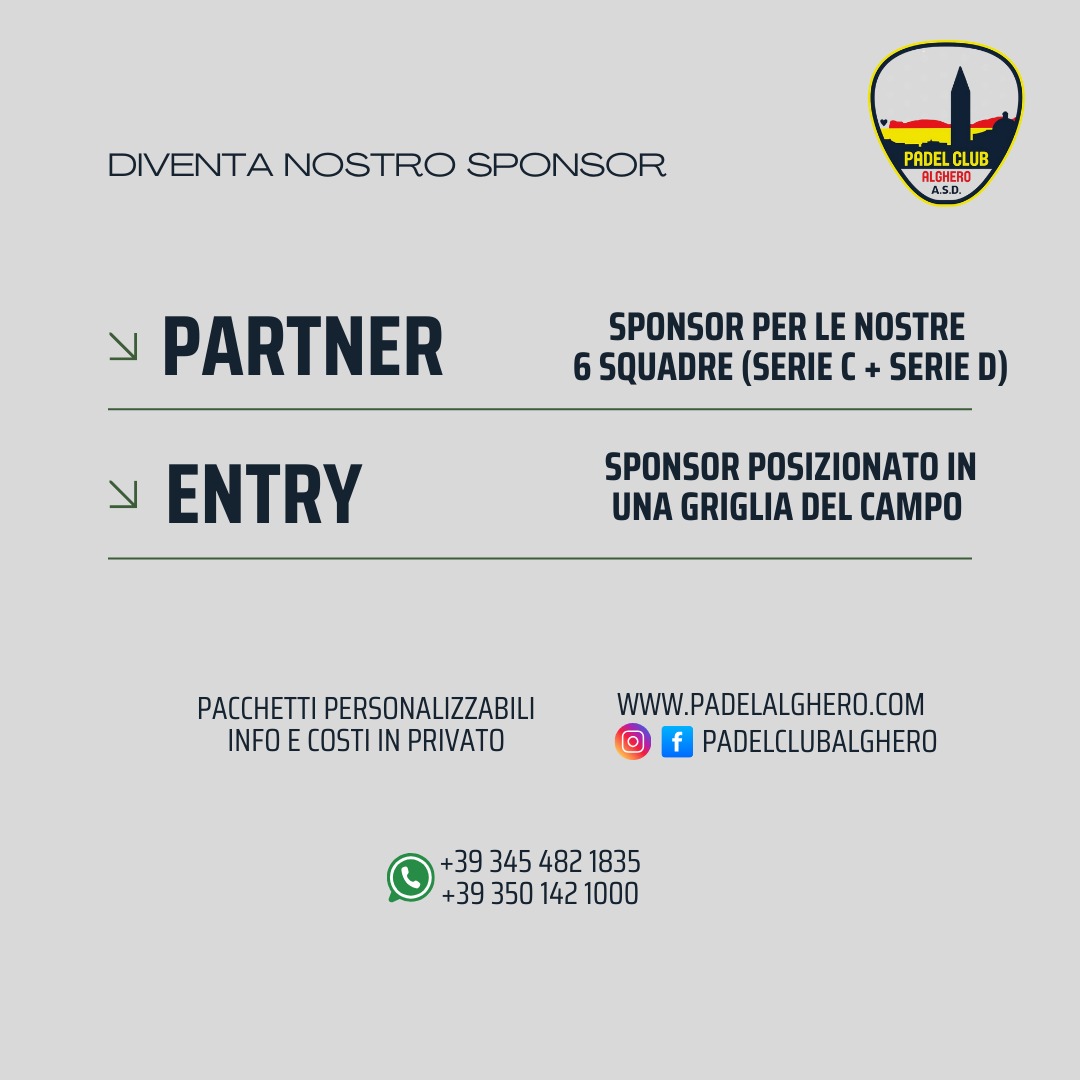 PADEL CLUB
ALGHERO
A.S.D.
DIVENTA NOSTRO SPONSOR
PARTNER
SPONSOR PER LE NOSTRE
6 SQUADRE (SERIE C + SERIE D)
ENTRY
SPONSOR POSIZIONATO IN
UNA GRIGLIA DEL CAMPO
PACCHETTI PERSONALIZZABILI
INFO E COSTI IN PRIVATO
WWW.PADELALGHERO.COM
PADELCLUBALGHERO
+39 345 482 1835
+39 350 142 1000